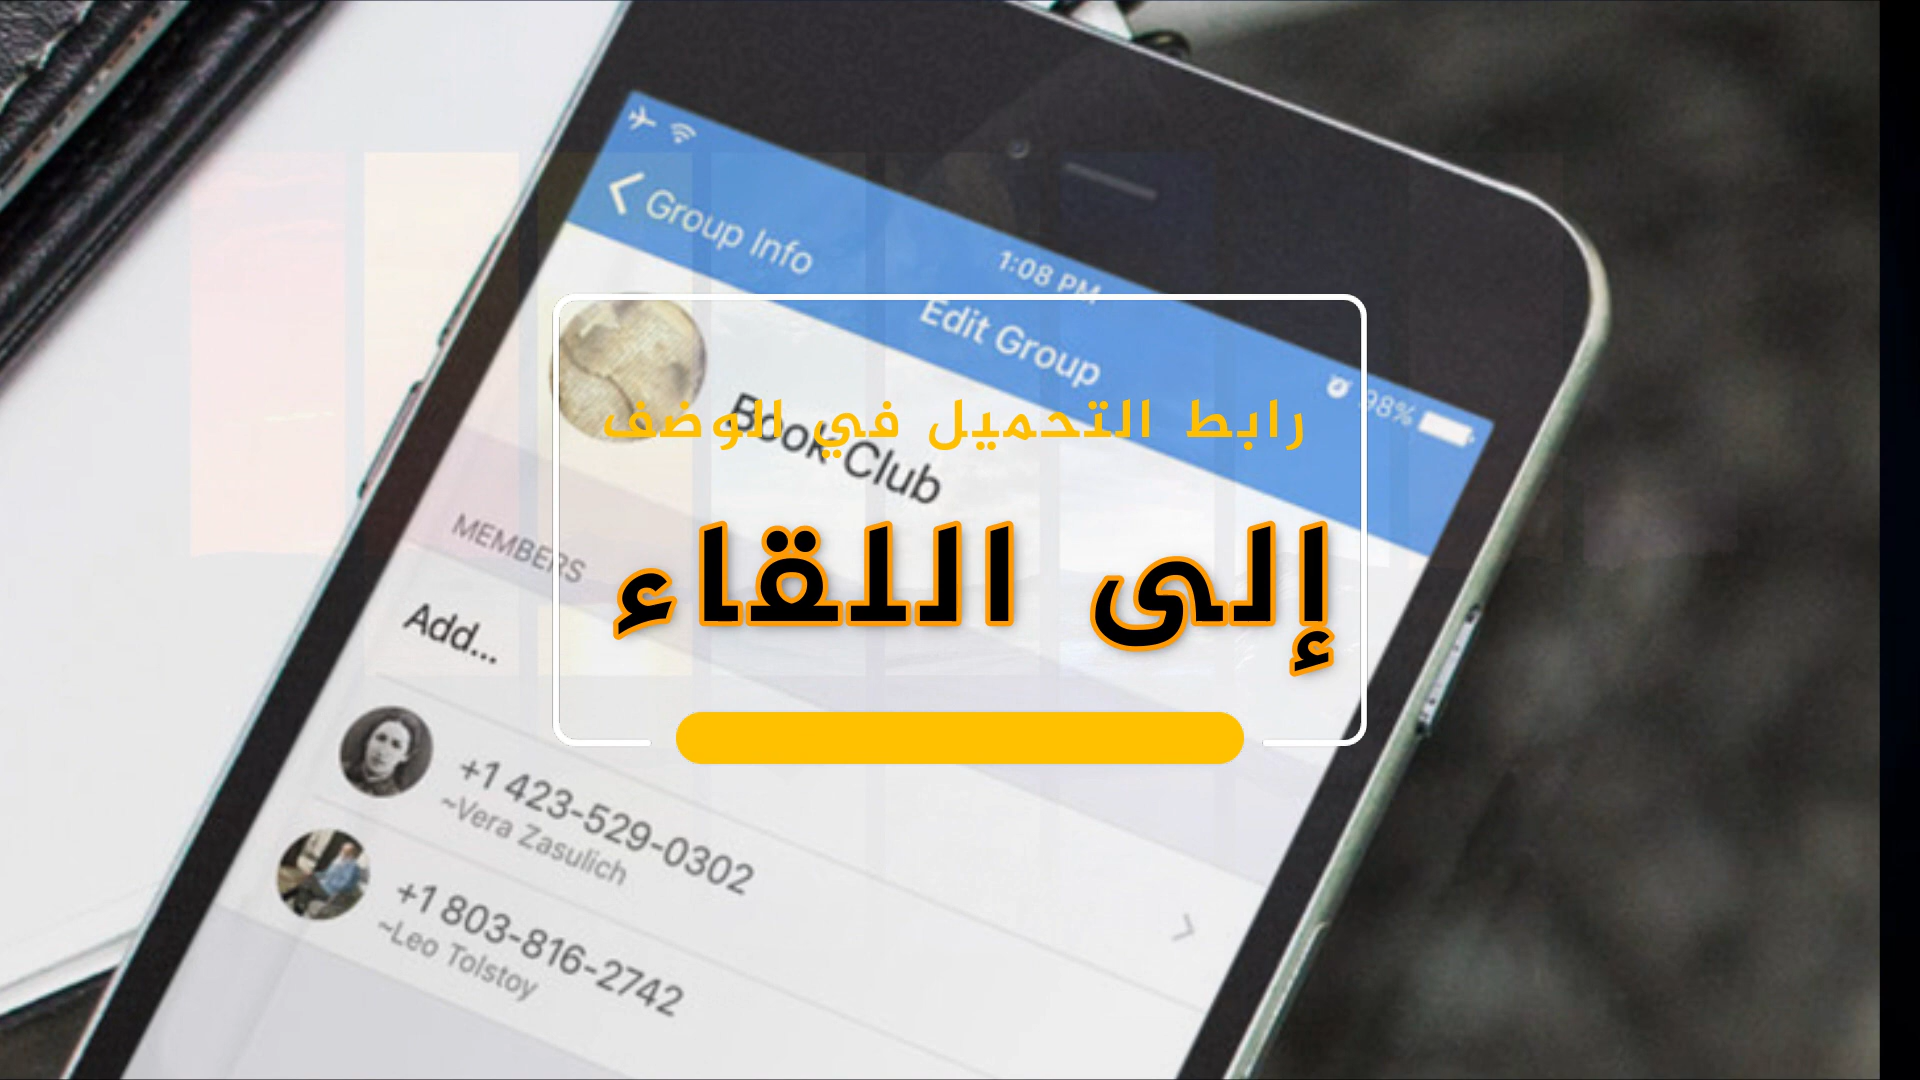 1:08 PM
98%
Group Info
Edit Group
Book Club
رابط التحميل في الوضف
إلى اللقاء
MEMBERS
Add...
+1 423-529-0302
~Vera Zasulich
+1 803-816-2742
~Leo Tolstoy